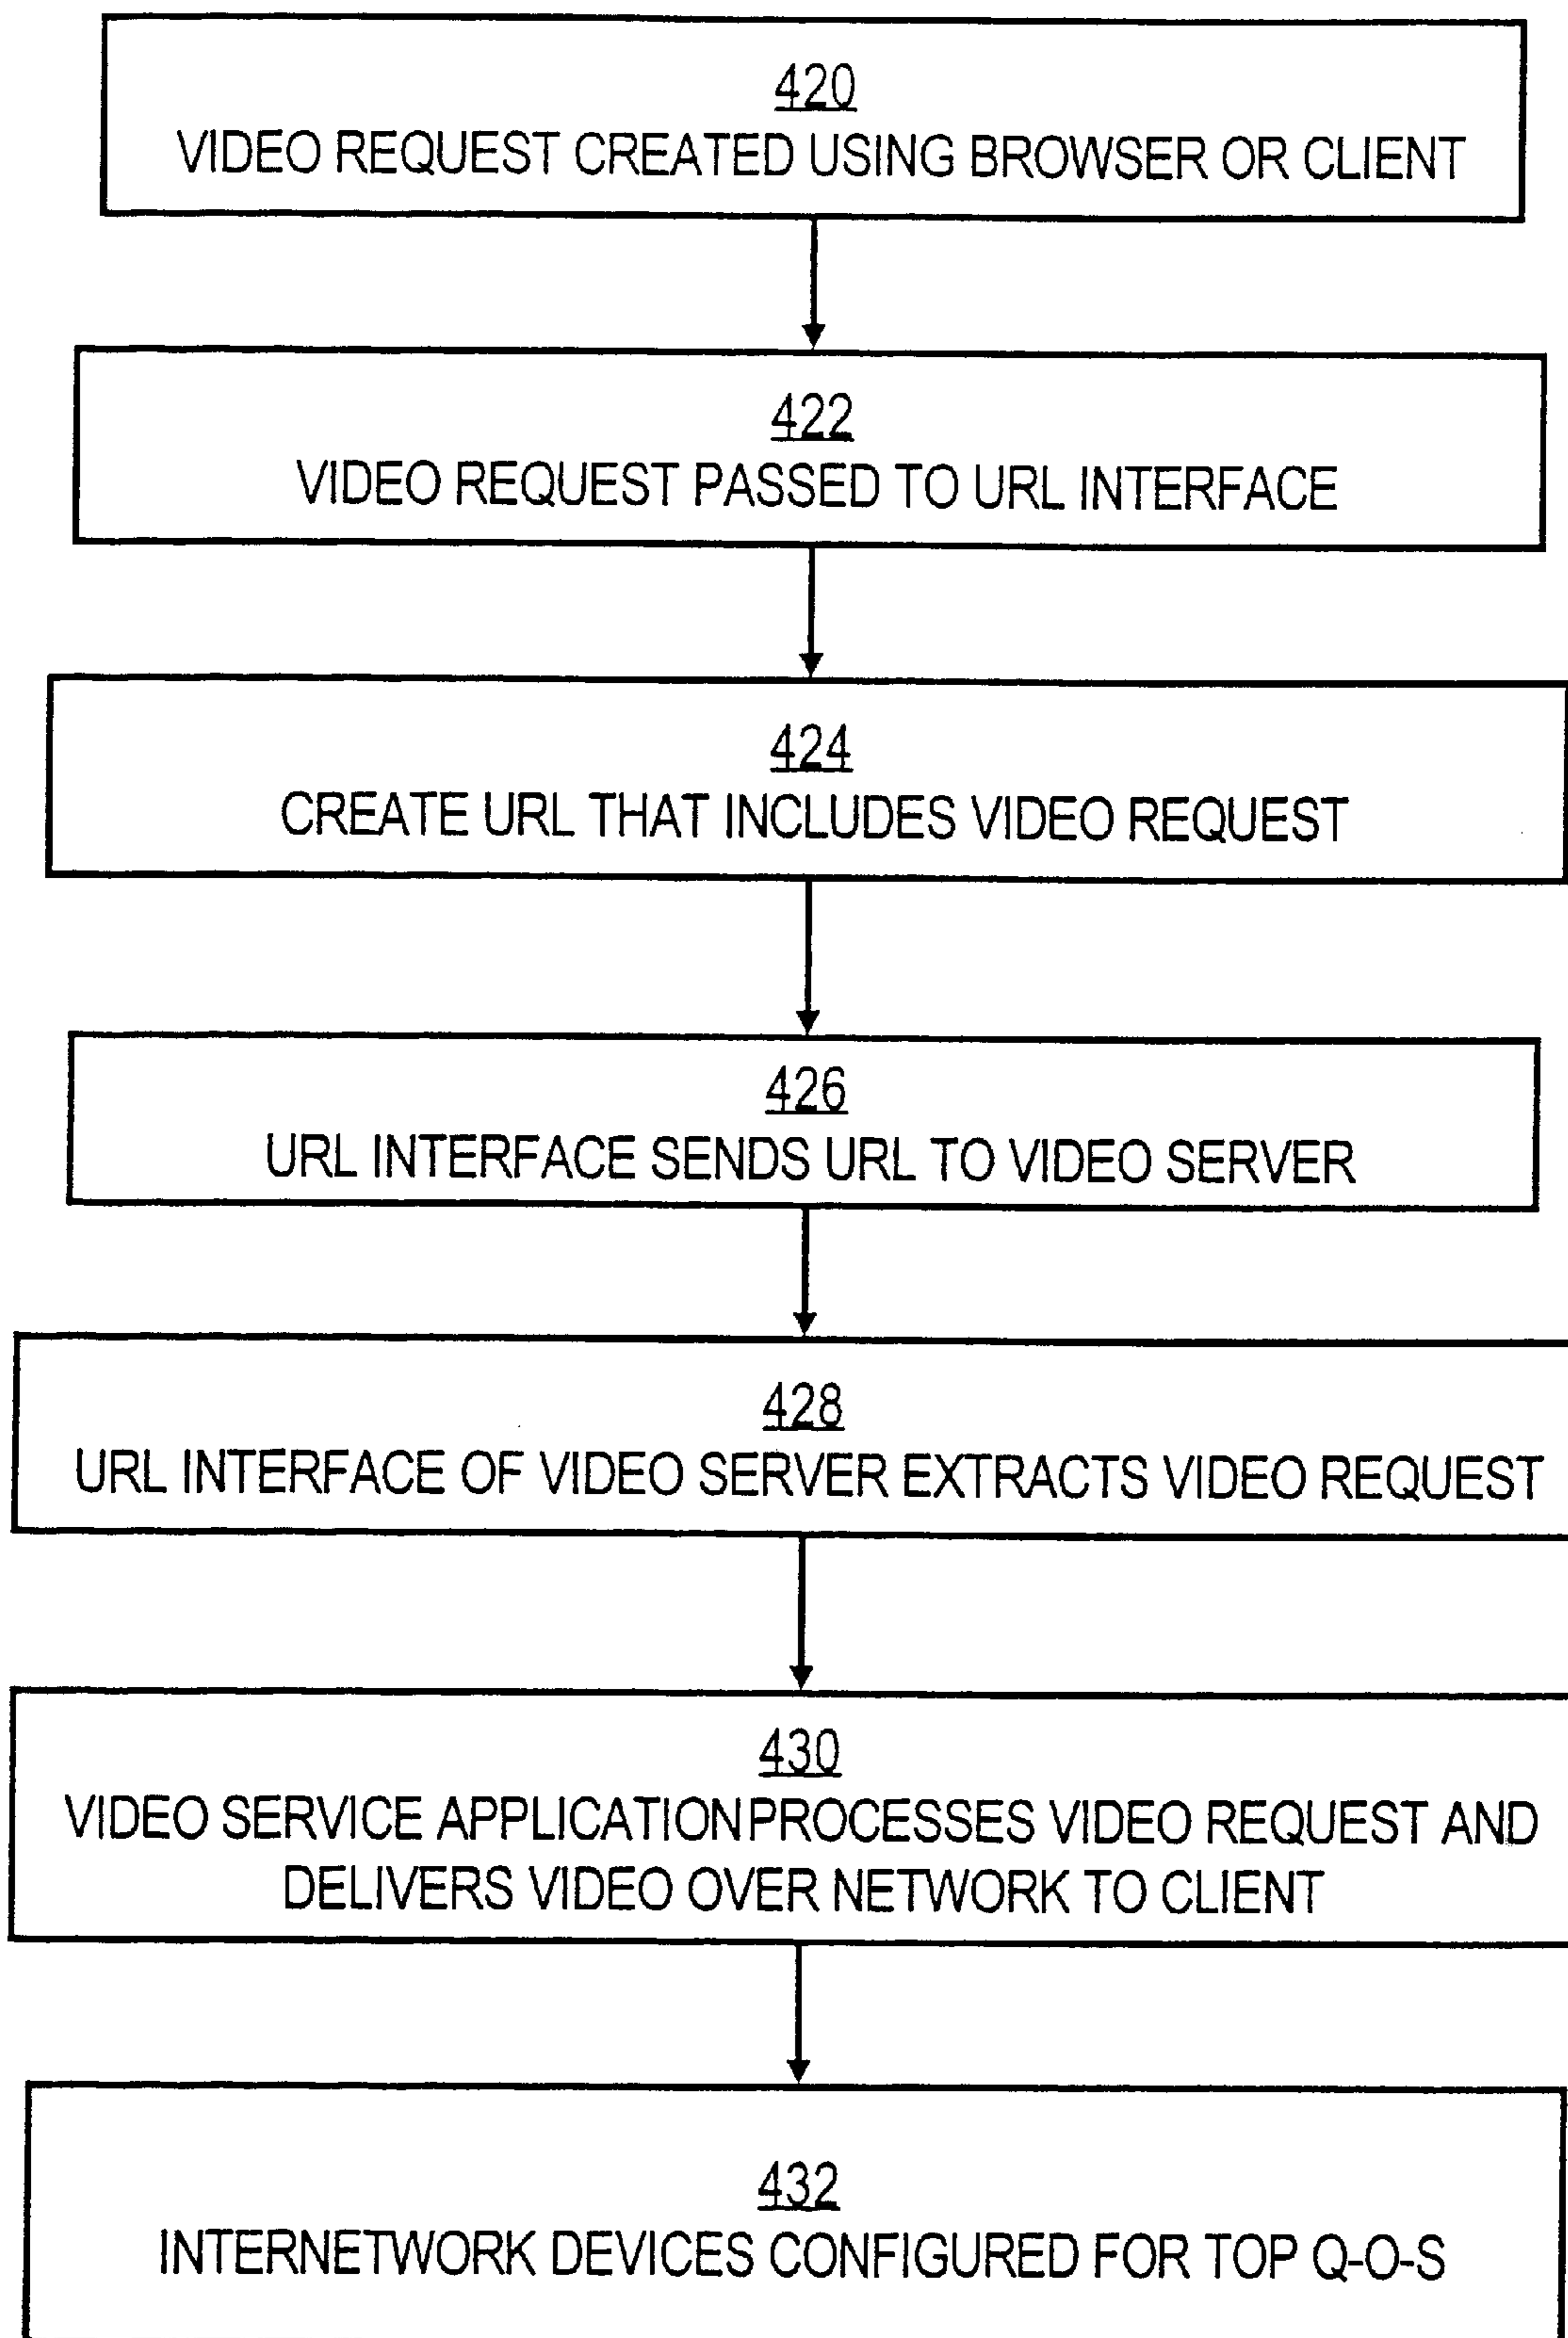 420
VIDEO REQUEST CREATED USING BROWSER OR CLIENT
422
VIDEO REQUEST PASSED TO URL INTERFACE
424
CREATE URL THAT INCLUDES VIDEO REQUEST
426
URL INTERFACE SENDS URL TO VIDEO SERVER
428
URL INTERFACE OF VIDEO SERVER EXTRACTS VIDEO REQUEST
430
VIDEO SERVICE APPLICATION PROCESSES VIDEO REQUEST AND
DELIVERS VIDEO OVER NETWORK TO CLIENT
432
INTERNETWORK DEVICES CONFIGURED FOR TOP Q-O-S